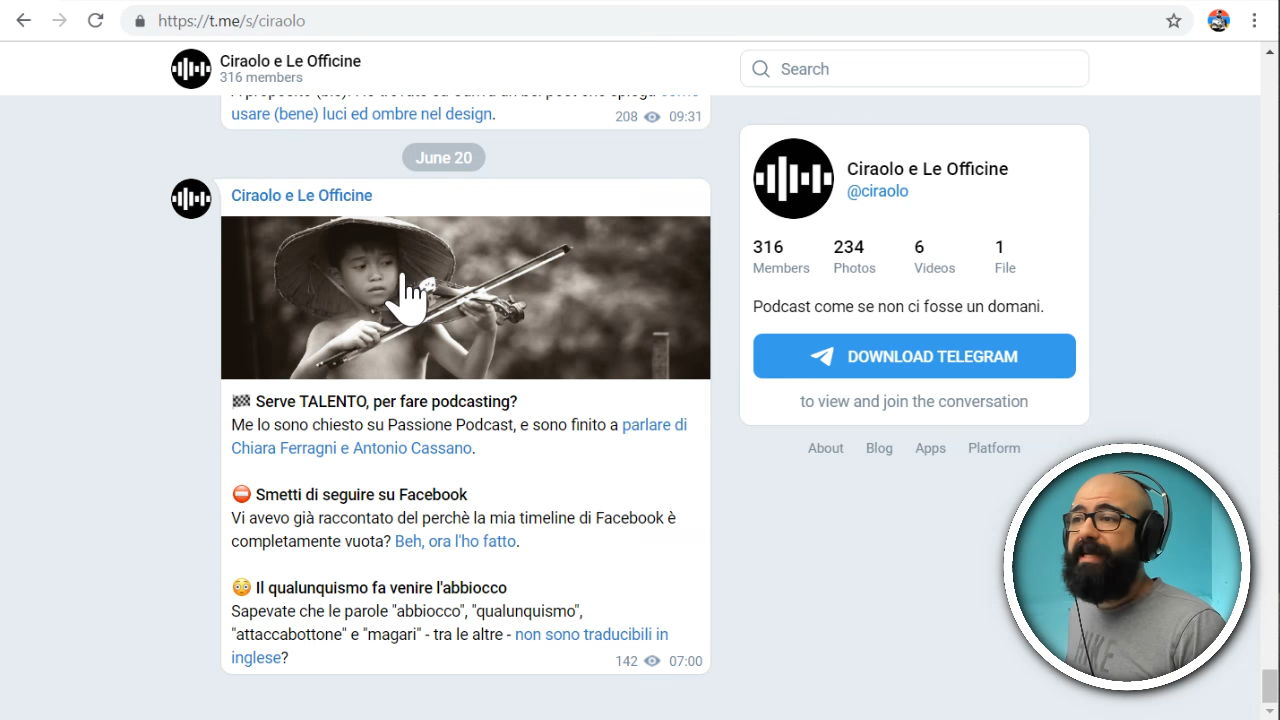 https://t.me/s/ciraolo
Ciraolo e Le Officine
316 members
Search
usare (bene) luci ed ombre nel design.
208 09:31
June 20
Ciraolo e Le Officine
Serve TALENTO, per fare podcasting?
Me lo sono chiesto su Passione Podcast, e sono finito a parlare di
Chiara Ferragni e Antonio Cassano.
Smetti di seguire su Facebook
Vi avevo già raccontato del perchè la mia timeline di Facebook è
completamente vuota? Beh, ora l'ho fatto.
Il qualunquismo fa venire l'abbiocco
Sapevate che le parole "abbiocco", "qualunquismo",
"attaccabottone" e "magari" - tra le altre - non sono traducibili in
inglese?
142 07:00
Ciraolo e Le Officine
@ciraolo
316 234 6 1
Members Photos Videos File
Podcast come se non ci fosse un domani.
DOWNLOAD TELEGRAM
to view and join the conversation
About Blog Apps Platform